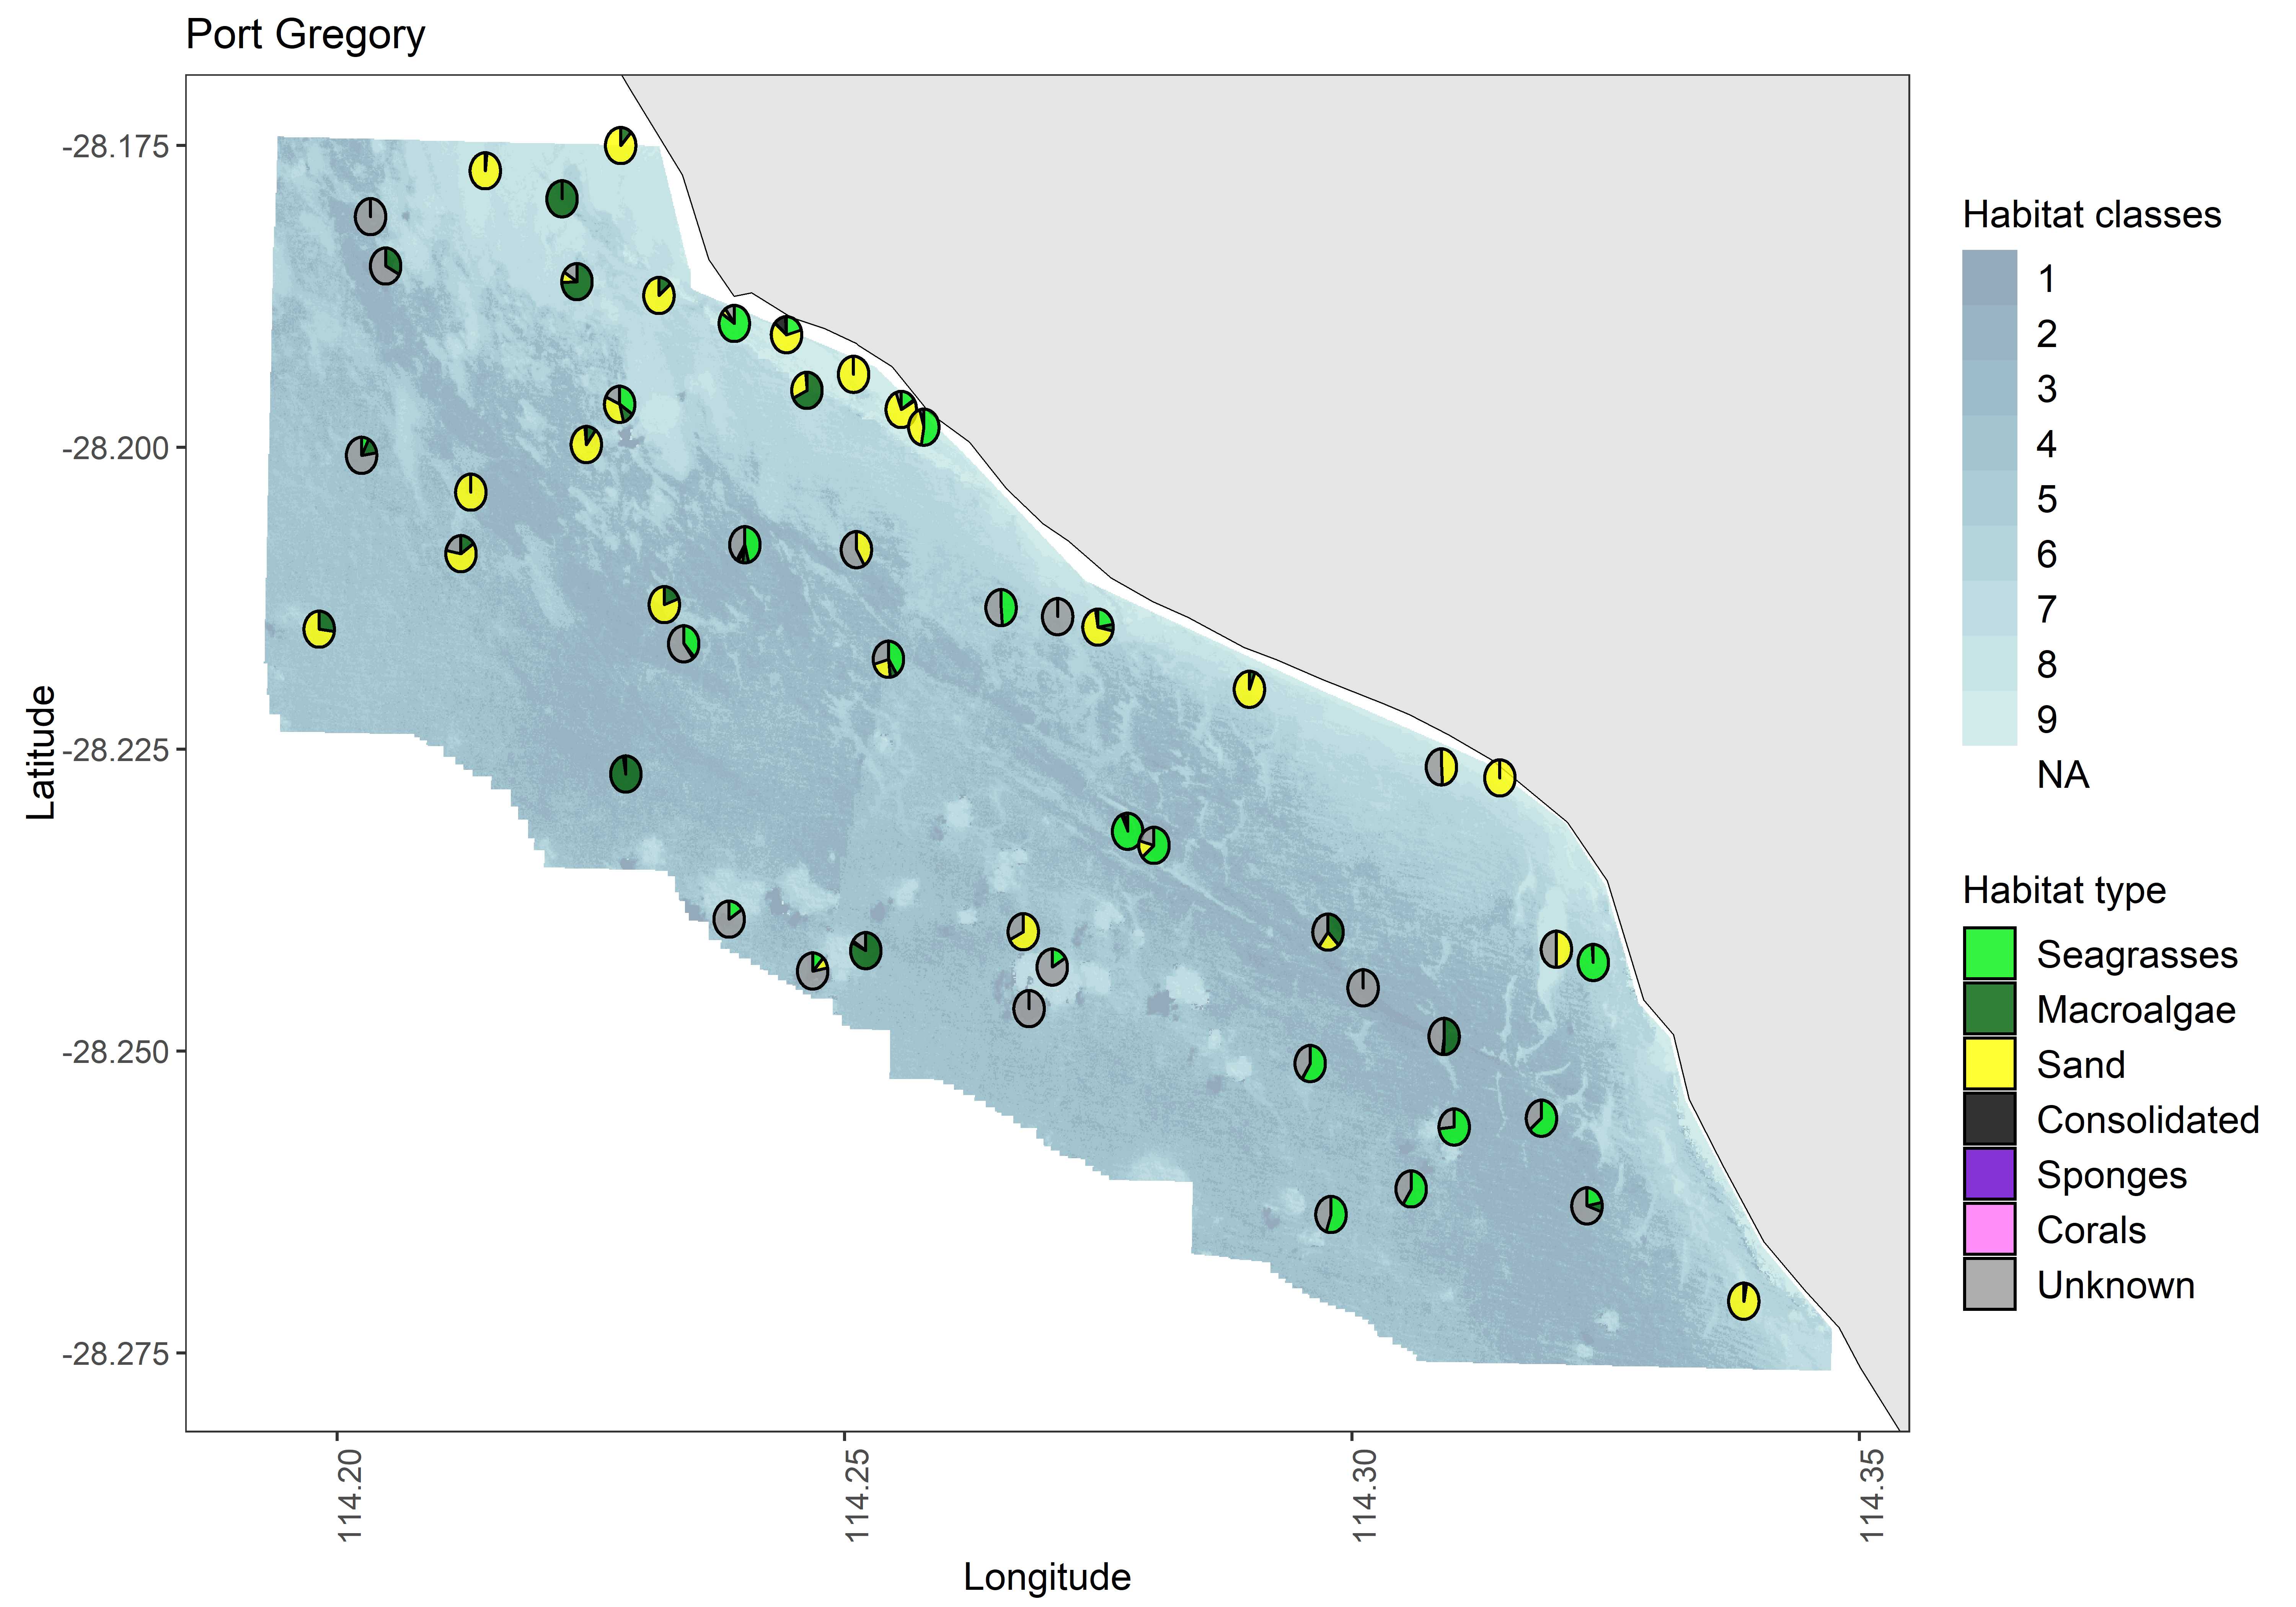 Port Gregory
-28.175
-28.200
-28.225
-28.250
-28.275
Latitude
114.20
114.25
114.30
114.35
Longitude
Habitat classes
1
2
3
4
5
6
7
8
9
NA
Habitat type
Seagrasses
Macroalgae
Sand
Consolidated
Sponges
Corals
Unknown